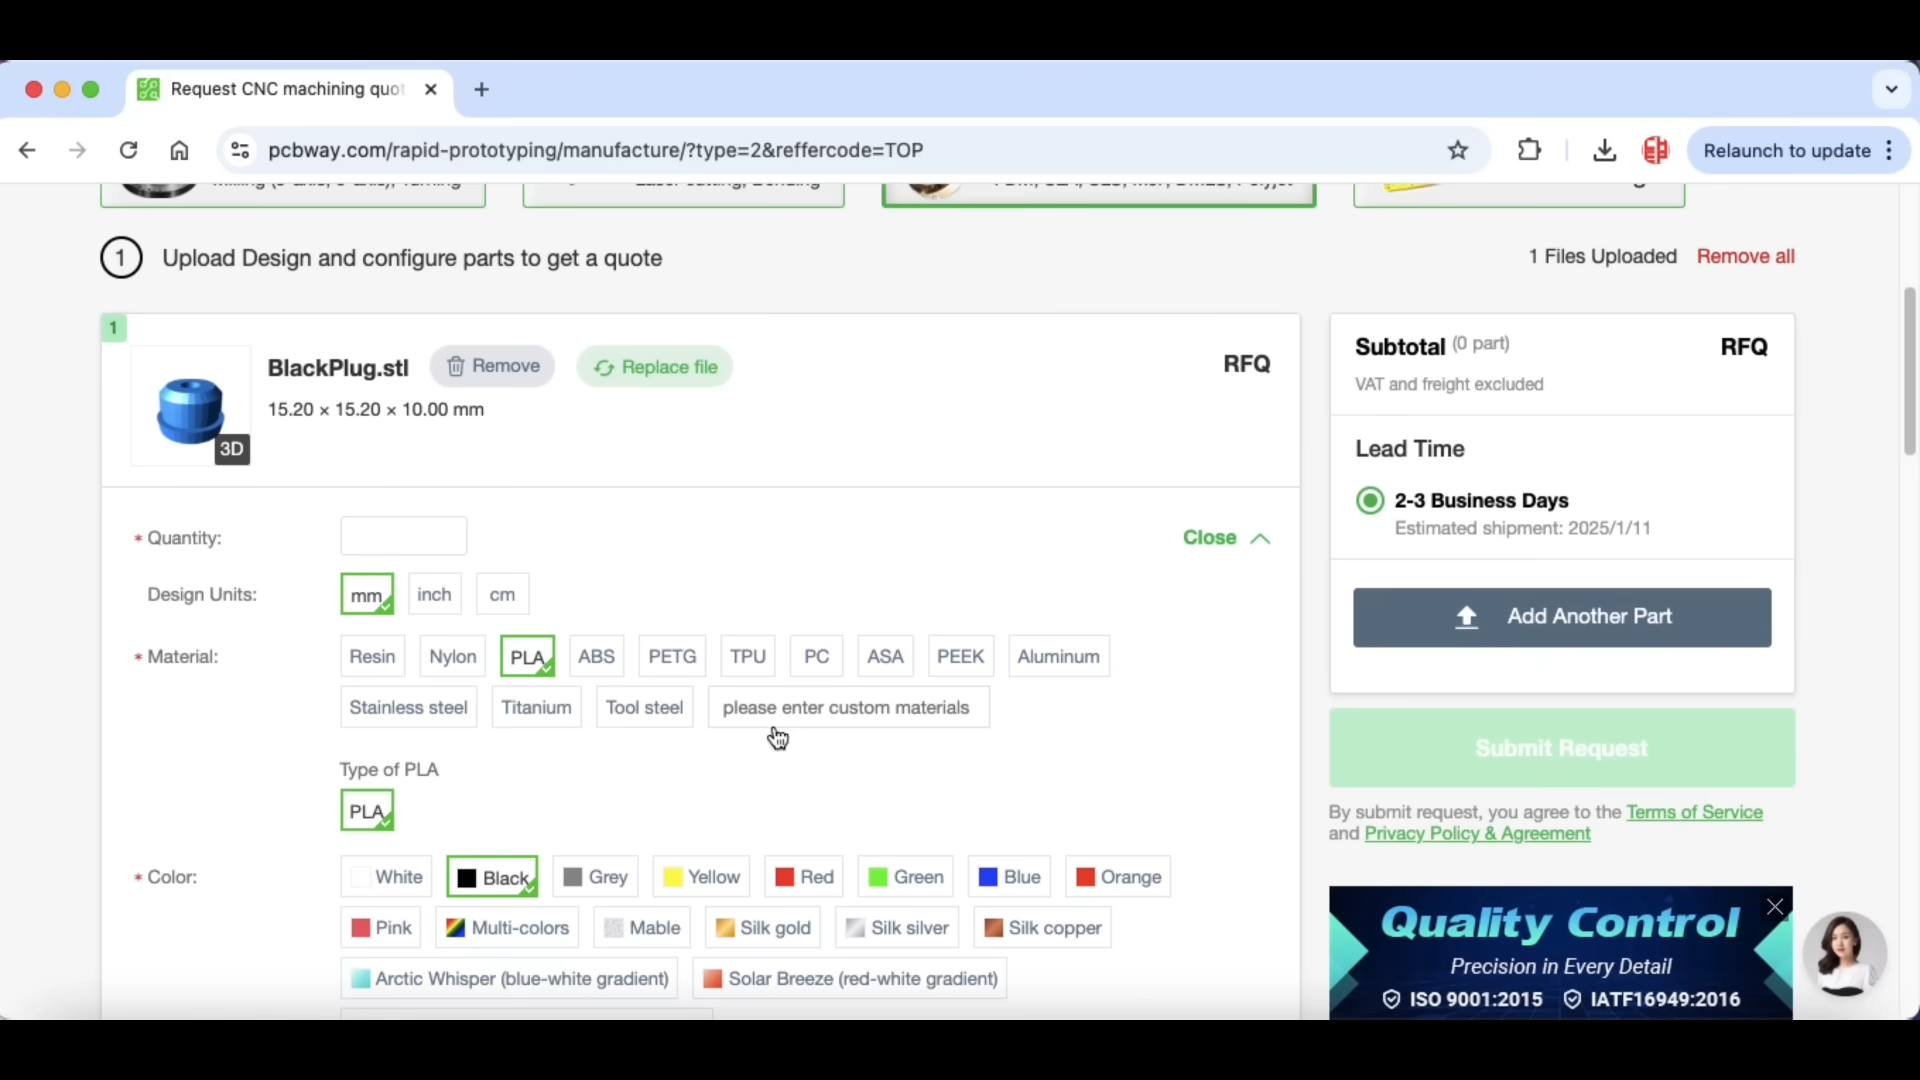 Request CNC machining quot
pcbway.com/rapid-prototyping/manufacture/?type=2&reffercode=TOP
Relaunch to update
1 Upload Design and configure parts to get a quote
1 Files Uploaded Remove all
1
BlackPlug.stl Remove Replace file RFQ
15.20 × 15.20 × 10.00 mm
3D
* Quantity: Close
Design Units: mm inch cm
* Material: Resin Nylon PLA ABS PETG TPU PC ASA PEEK Aluminum
Stainless steel Titanium Tool steel please enter custom materials
Type of PLA
PLA
* Color: White Black Grey Yellow Red Green Blue Orange
Pink Multi-colors Mable Silk gold Silk silver Silk copper
Arctic Whisper (blue-white gradient) Solar Breeze (red-white gradient)
Subtotal (0 part) RFQ
VAT and freight excluded
Lead Time
2-3 Business Days
Estimated shipment: 2025/1/11
Add Another Part
Submit Request
By submit request, you agree to the Terms of Service
and Privacy Policy & Agreement
Quality Control
Precision in Every Detail
ISO 9001:2015 IATF16949:2016